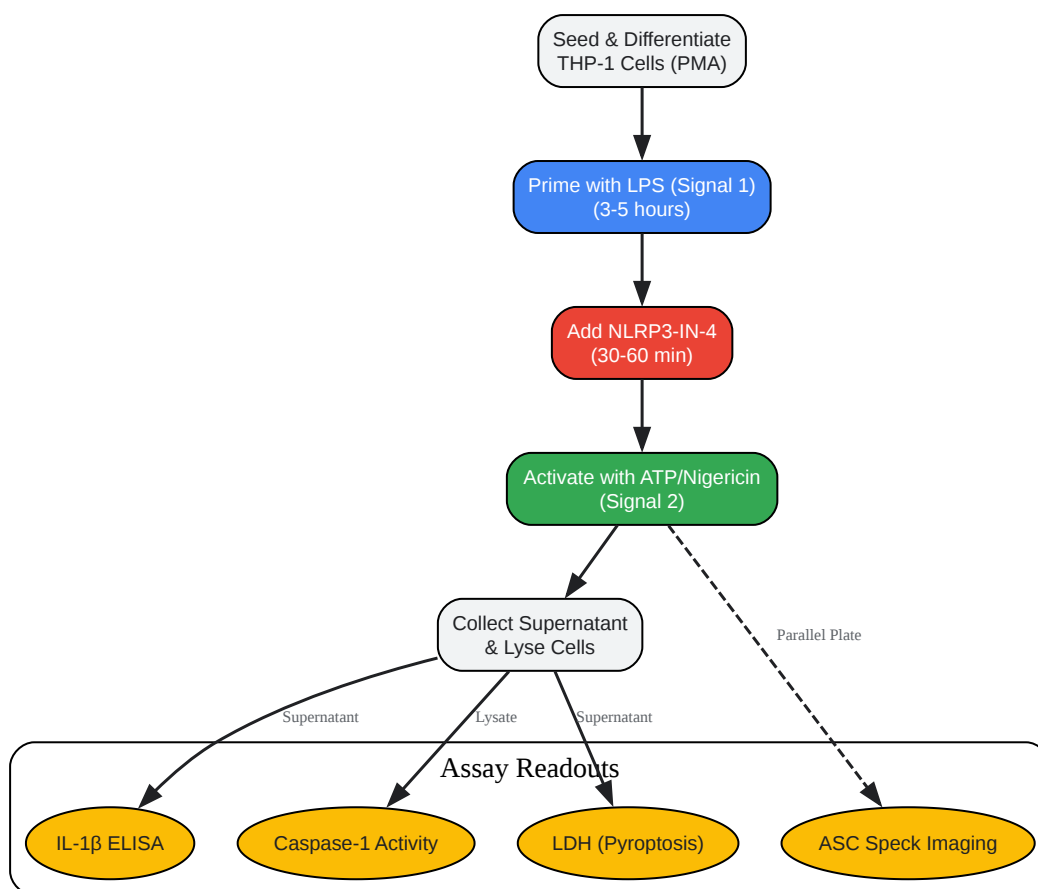 Seed & Differentiate
THP-1 Cells (PMA)
Prime with LPS (Signal 1)
(3-5 hours)
Add NLRP3-IN-4
(30-60 min)
Activate with ATP/Nigericin
(Signal 2)
Collect Supernatant
& Lyse Cells
Parallel Plate
Supernatant
Lysate
Supernatant
Assay Readouts
IL-1β ELISA
Caspase-1 Activity
LDH (Pyroptosis)
ASC Speck Imaging